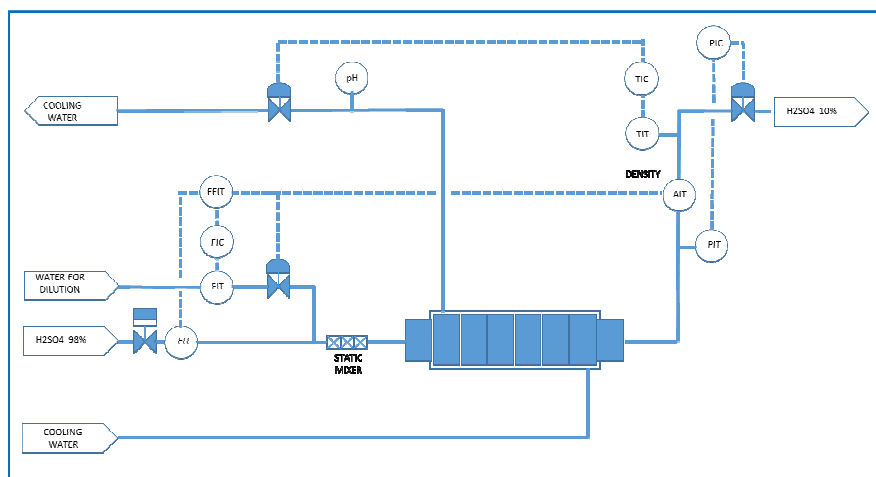 PIC
pH
TIC
COOLING
WATER
H2SO4 10%
TIT
DENSITY
FFIT
AIT
FIC
PIT
WATER FOR
DILUTION
FIT
H2SO4 98%
STATIC
MIXER
COOLING
WATER